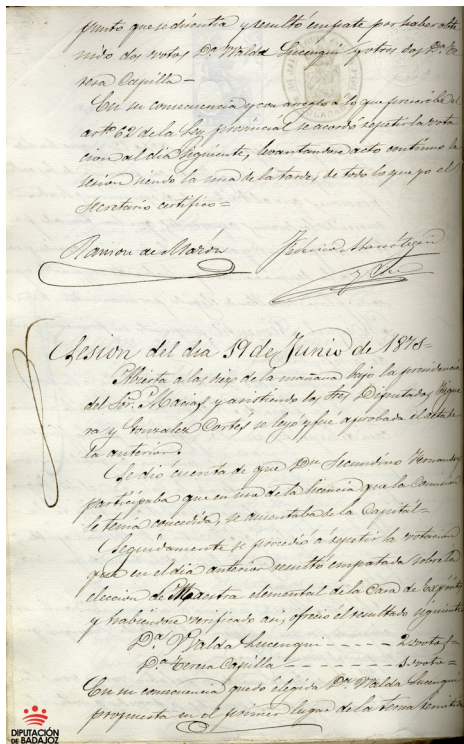 punto que se discutia y resultó empate por haber obte
nido dos votos Dª Walda Lucenqui y otros dos Dª Te
resa Capilla—
En su consecuencia y con arreglo á lo que prescribe el
artº 62 de la Ley provincial se acordó repetir la vota
cion al dia siguiente, levantandose acto continuo la
sesion siendo la una de la tarde, de todo lo que yo el
Secretario certifico=
Ramon de
Federico Abarrátegui
Sesion del dia 19 de Junio de 1878-
Abierta á las diez de la mañana bajo la presidencia
del Sor. Macias y asistiendo los Sres Diputados Higue
ra y Gonzalez Cortés se leyó y fué aprobada el acta de
la anterior.
Se dió cuenta de que Dn Secundino Fernandez
participaba que en uso de la licencia que la Comision
le tenia concedida, se ausentaba de la Capitál-
Seguidamente se procedió á repetir la votacion
que en el dia anterior resultó empatada sobre la
eleccion de Maestra elemental de la Casa de Expósitos
y habiendose verificado asi, ofreció el resultado siguiente
Dª Walda Lucenqui - - - - - 2 votos-
Dª Teresa Capilla - - - - - 1 voto-
En su consecuencia quedó elegida Dª Walda Lucenqui
propuesta en el primer lugar de la terna remitida
DIPUTACIÓN
DE BADAJOZ